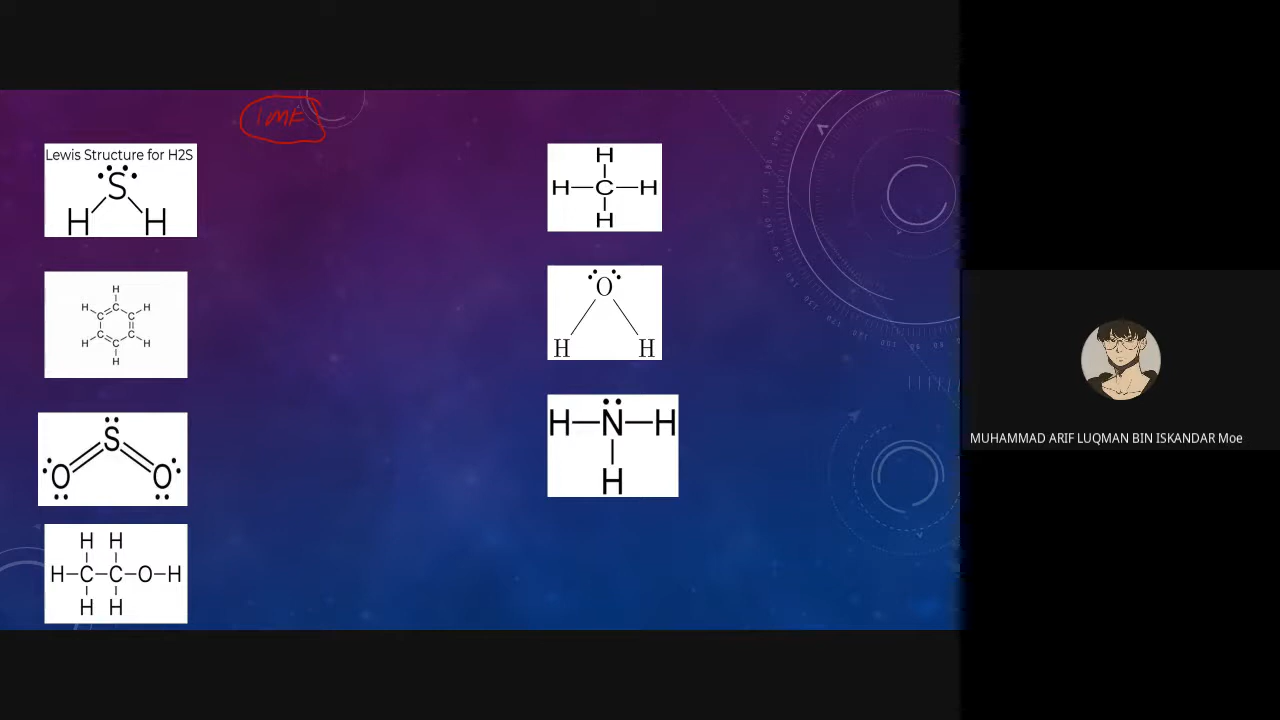 IMF
Lewis Structure for H2S
S
H H
H
H C C H
C C
H C C H
H
S
O O
H H
H C C O H
H H
H
H C H
H
O
H H
H N H
H
MUHAMMAD ARIF LUQMAN BIN ISKANDAR Moe